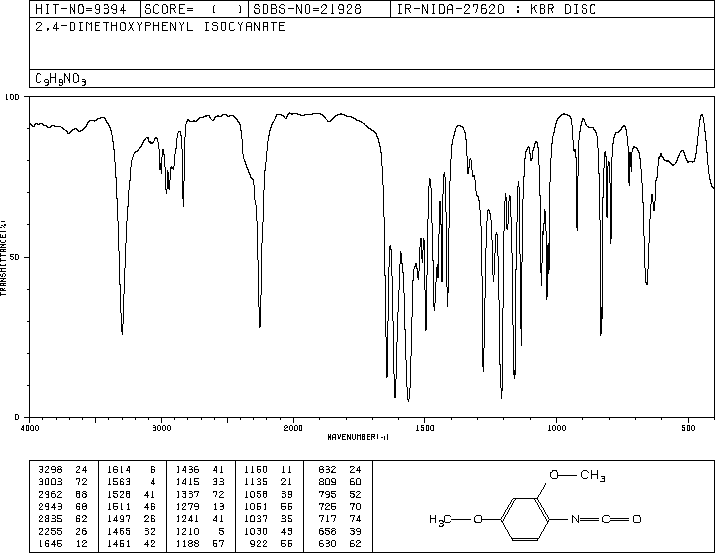 HIT-NO=9394 SCORE= ( ) SDBS-NO=21928 IR-NIDA-27620 : KBR DISC
2,4-DIMETHOXYPHENYL ISOCYANATE
C9H9NO3
100
50
0
TRANSMITTANCE(%)
4000 3000 2000 1500 1000 500
WAVENUMBER(-1)
3298 24 1614 6 1436 41 1160 11 832 24
3003 72 1563 4 1415 33 1135 21 809 60
2962 68 1528 41 1337 72 1058 39 795 52
2943 68 1511 46 1279 13 1051 55 725 70
2835 62 1497 26 1241 41 1037 35 717 74
2255 26 1465 32 1210 5 1030 43 658 39
1645 12 1451 42 1188 57 922 55 630 62
O CH3
H3C O N C O